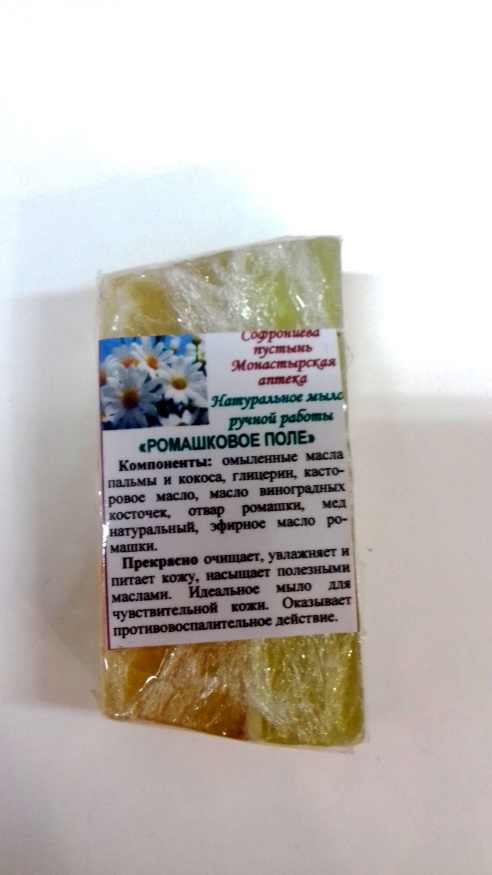 Софрониева
пустынь
Монастырская
аптека
Натуральное мыло
ручной работы
«РОМАШКОВОЕ ПОЛЕ»
Компоненты: омыленные масла
пальмы и кокоса, глицерин, касто-
ровое масло, масло виноградных
косточек, отвар ромашки, мед
натуральный, эфирное масло ро-
машки.
Прекрасно очищает, увлажняет и
питает кожу, насыщает полезными
маслами. Идеальное мыло для
чувствительной кожи. Оказывает
противовоспалительное действие.